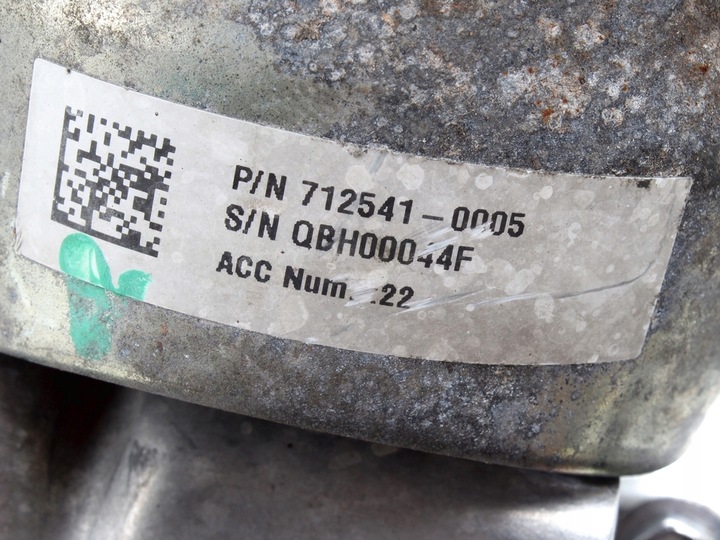 P/N 712541-0005
S/N QBH00044F
ACC Num